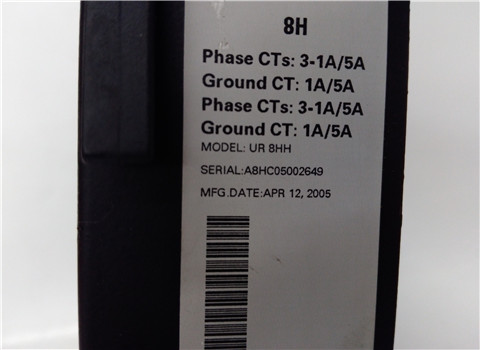 8H
Phase CTs: 3-1A/5A
Ground CT: 1A/5A
Phase CTs: 3-1A/5A
Ground CT: 1A/5A
MODEL: UR 8HH
SERIAL:A8HC05002649
MFG.DATE:APR 12, 2005